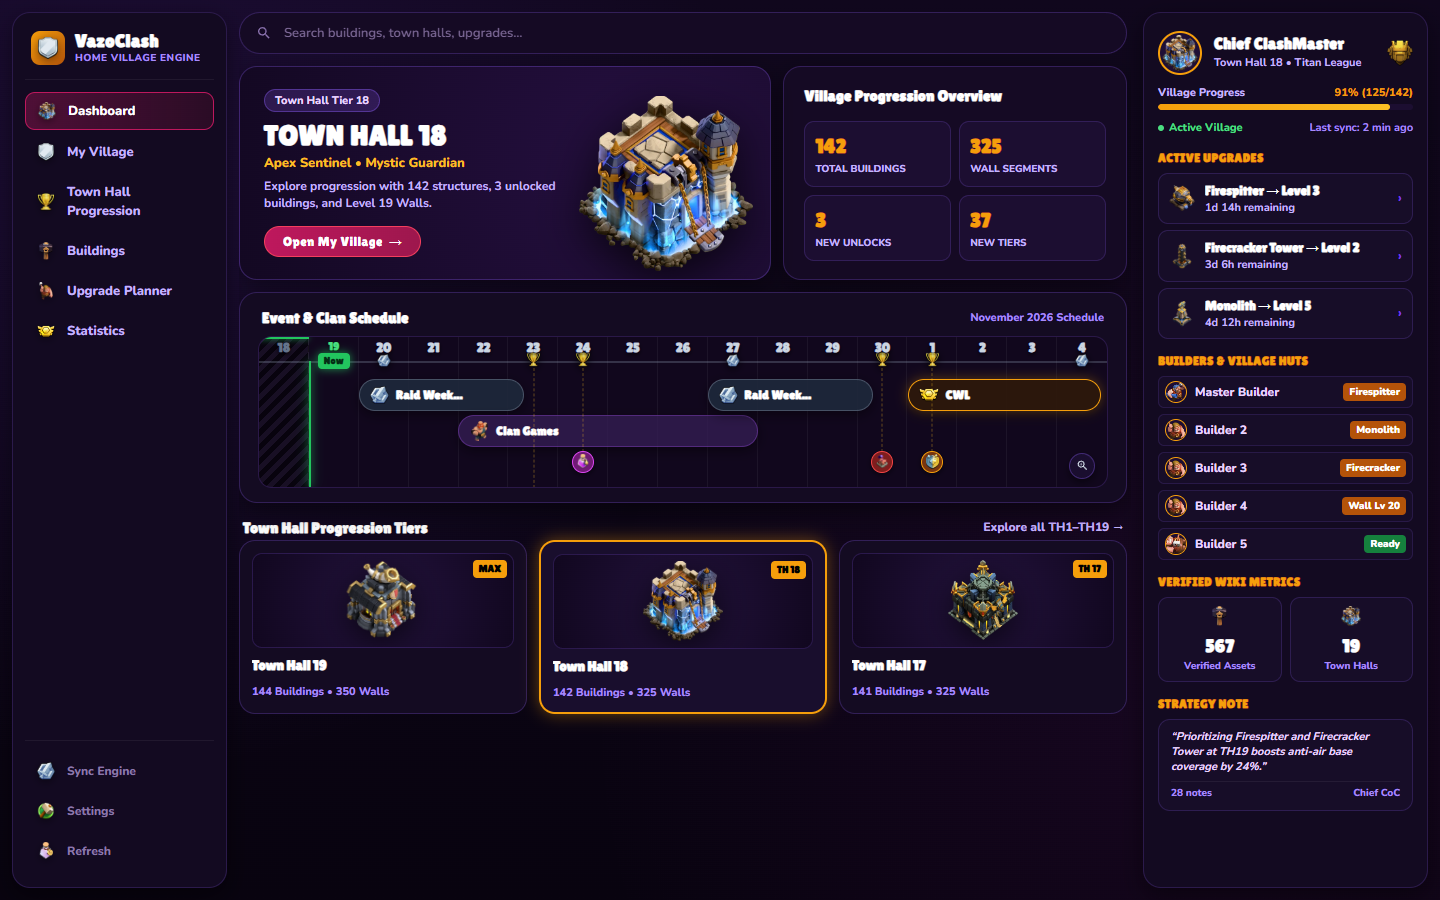 VazoClash
HOME VILLAGE ENGINE
Dashboard
My Village
Town Hall
Progression
Buildings
Upgrade Planner
Statistics
Sync Engine
Settings
Refresh
Search buildings, town halls, upgrades...
Town Hall Tier 18
TOWN HALL 18
Apex Sentinel • Mystic Guardian
Explore progression with 142 structures, 3 unlocked
buildings, and Level 19 Walls.
Open My Village →
Village Progression Overview
142
TOTAL BUILDINGS
325
WALL SEGMENTS
3
NEW UNLOCKS
37
NEW TIERS
Event & Clan Schedule
November 2026 Schedule
18 19 20 21 22 23 24 25 26 27 28 29 30 1 2 3 4
Now
Raid Week...
Raid Week...
CWL
Clan Games
Town Hall Progression Tiers
Explore all TH1–TH19 →
MAX
Town Hall 19
144 Buildings • 350 Walls
TH 18
Town Hall 18
142 Buildings • 325 Walls
TH 17
Town Hall 17
141 Buildings • 325 Walls
Chief ClashMaster
Town Hall 18 • Titan League
Village Progress 91% (125/142)
Active Village Last sync: 2 min ago
ACTIVE UPGRADES
Firespitter → Level 3
1d 14h remaining
Firecracker Tower → Level 2
3d 6h remaining
Monolith → Level 5
4d 12h remaining
BUILDERS & VILLAGE HUTS
Master Builder Firespitter
Builder 2 Monolith
Builder 3 Firecracker
Builder 4 Wall Lv 20
Builder 5 Ready
VERIFIED WIKI METRICS
567
Verified Assets
19
Town Halls
STRATEGY NOTE
“Prioritizing Firespitter and Firecracker
Tower at TH19 boosts anti-air base
coverage by 24%.”
28 notes Chief CoC